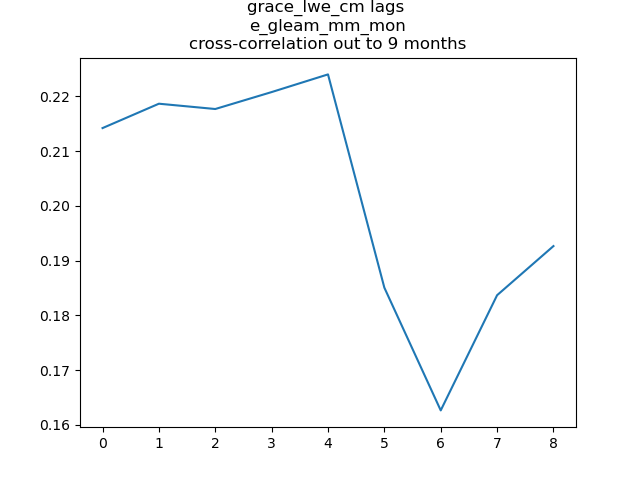 grace_lwe_cm lags
e_gleam_mm_mon
cross-correlation out to 9 months
0.22
0.21
0.20
0.19
0.18
0.17
0.16
0 1 2 3 4 5 6 7 8